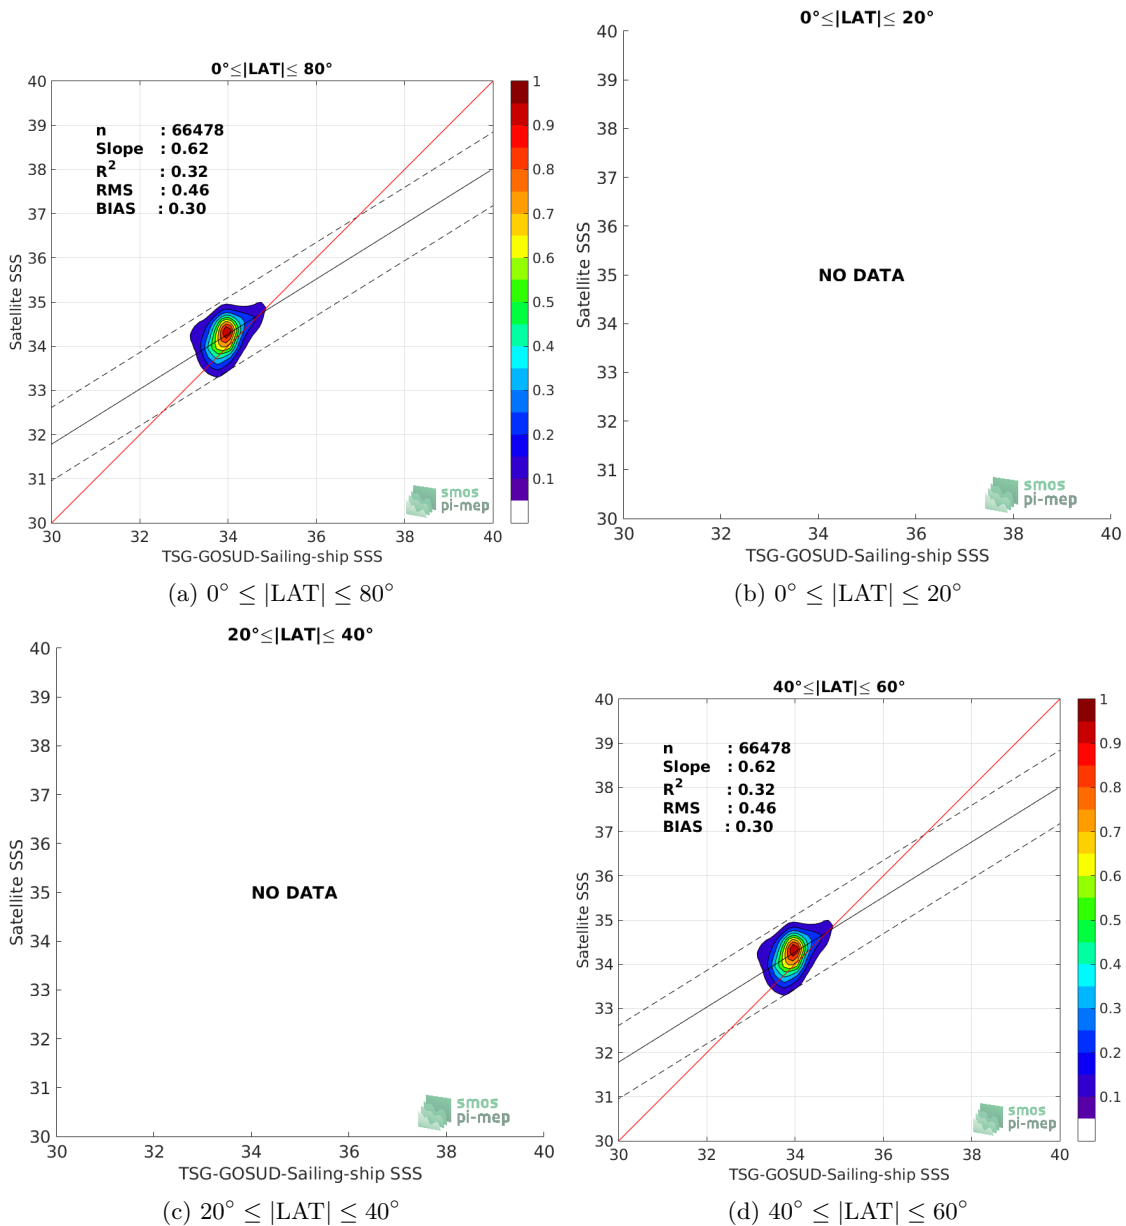 0°≤|LAT|≤ 80°
40
39
38
37
36
35
34
33
32
31
30
Satellite SSS
n : 66478
Slope : 0.62
R² : 0.32
RMS : 0.46
BIAS : 0.30
smos
pi-mep
30 32 34 36 38 40
TSG-GOSUD-Sailing-ship SSS
1
0.9
0.8
0.7
0.6
0.5
0.4
0.3
0.2
0.1
(a) 0° ≤ |LAT| ≤ 80°
0°≤|LAT|≤ 20°
40
39
38
37
36
35
34
33
32
31
30
Satellite SSS
NO DATA
smos
pi-mep
30 32 34 36 38 40
TSG-GOSUD-Sailing-ship SSS
(b) 0° ≤ |LAT| ≤ 20°
20°≤|LAT|≤ 40°
40
39
38
37
36
35
34
33
32
31
30
Satellite SSS
NO DATA
smos
pi-mep
30 32 34 36 38 40
TSG-GOSUD-Sailing-ship SSS
(c) 20° ≤ |LAT| ≤ 40°
40°≤|LAT|≤ 60°
40
39
38
37
36
35
34
33
32
31
30
Satellite SSS
n : 66478
Slope : 0.62
R² : 0.32
RMS : 0.46
BIAS : 0.30
smos
pi-mep
30 32 34 36 38 40
TSG-GOSUD-Sailing-ship SSS
1
0.9
0.8
0.7
0.6
0.5
0.4
0.3
0.2
0.1
(d) 40° ≤ |LAT| ≤ 60°